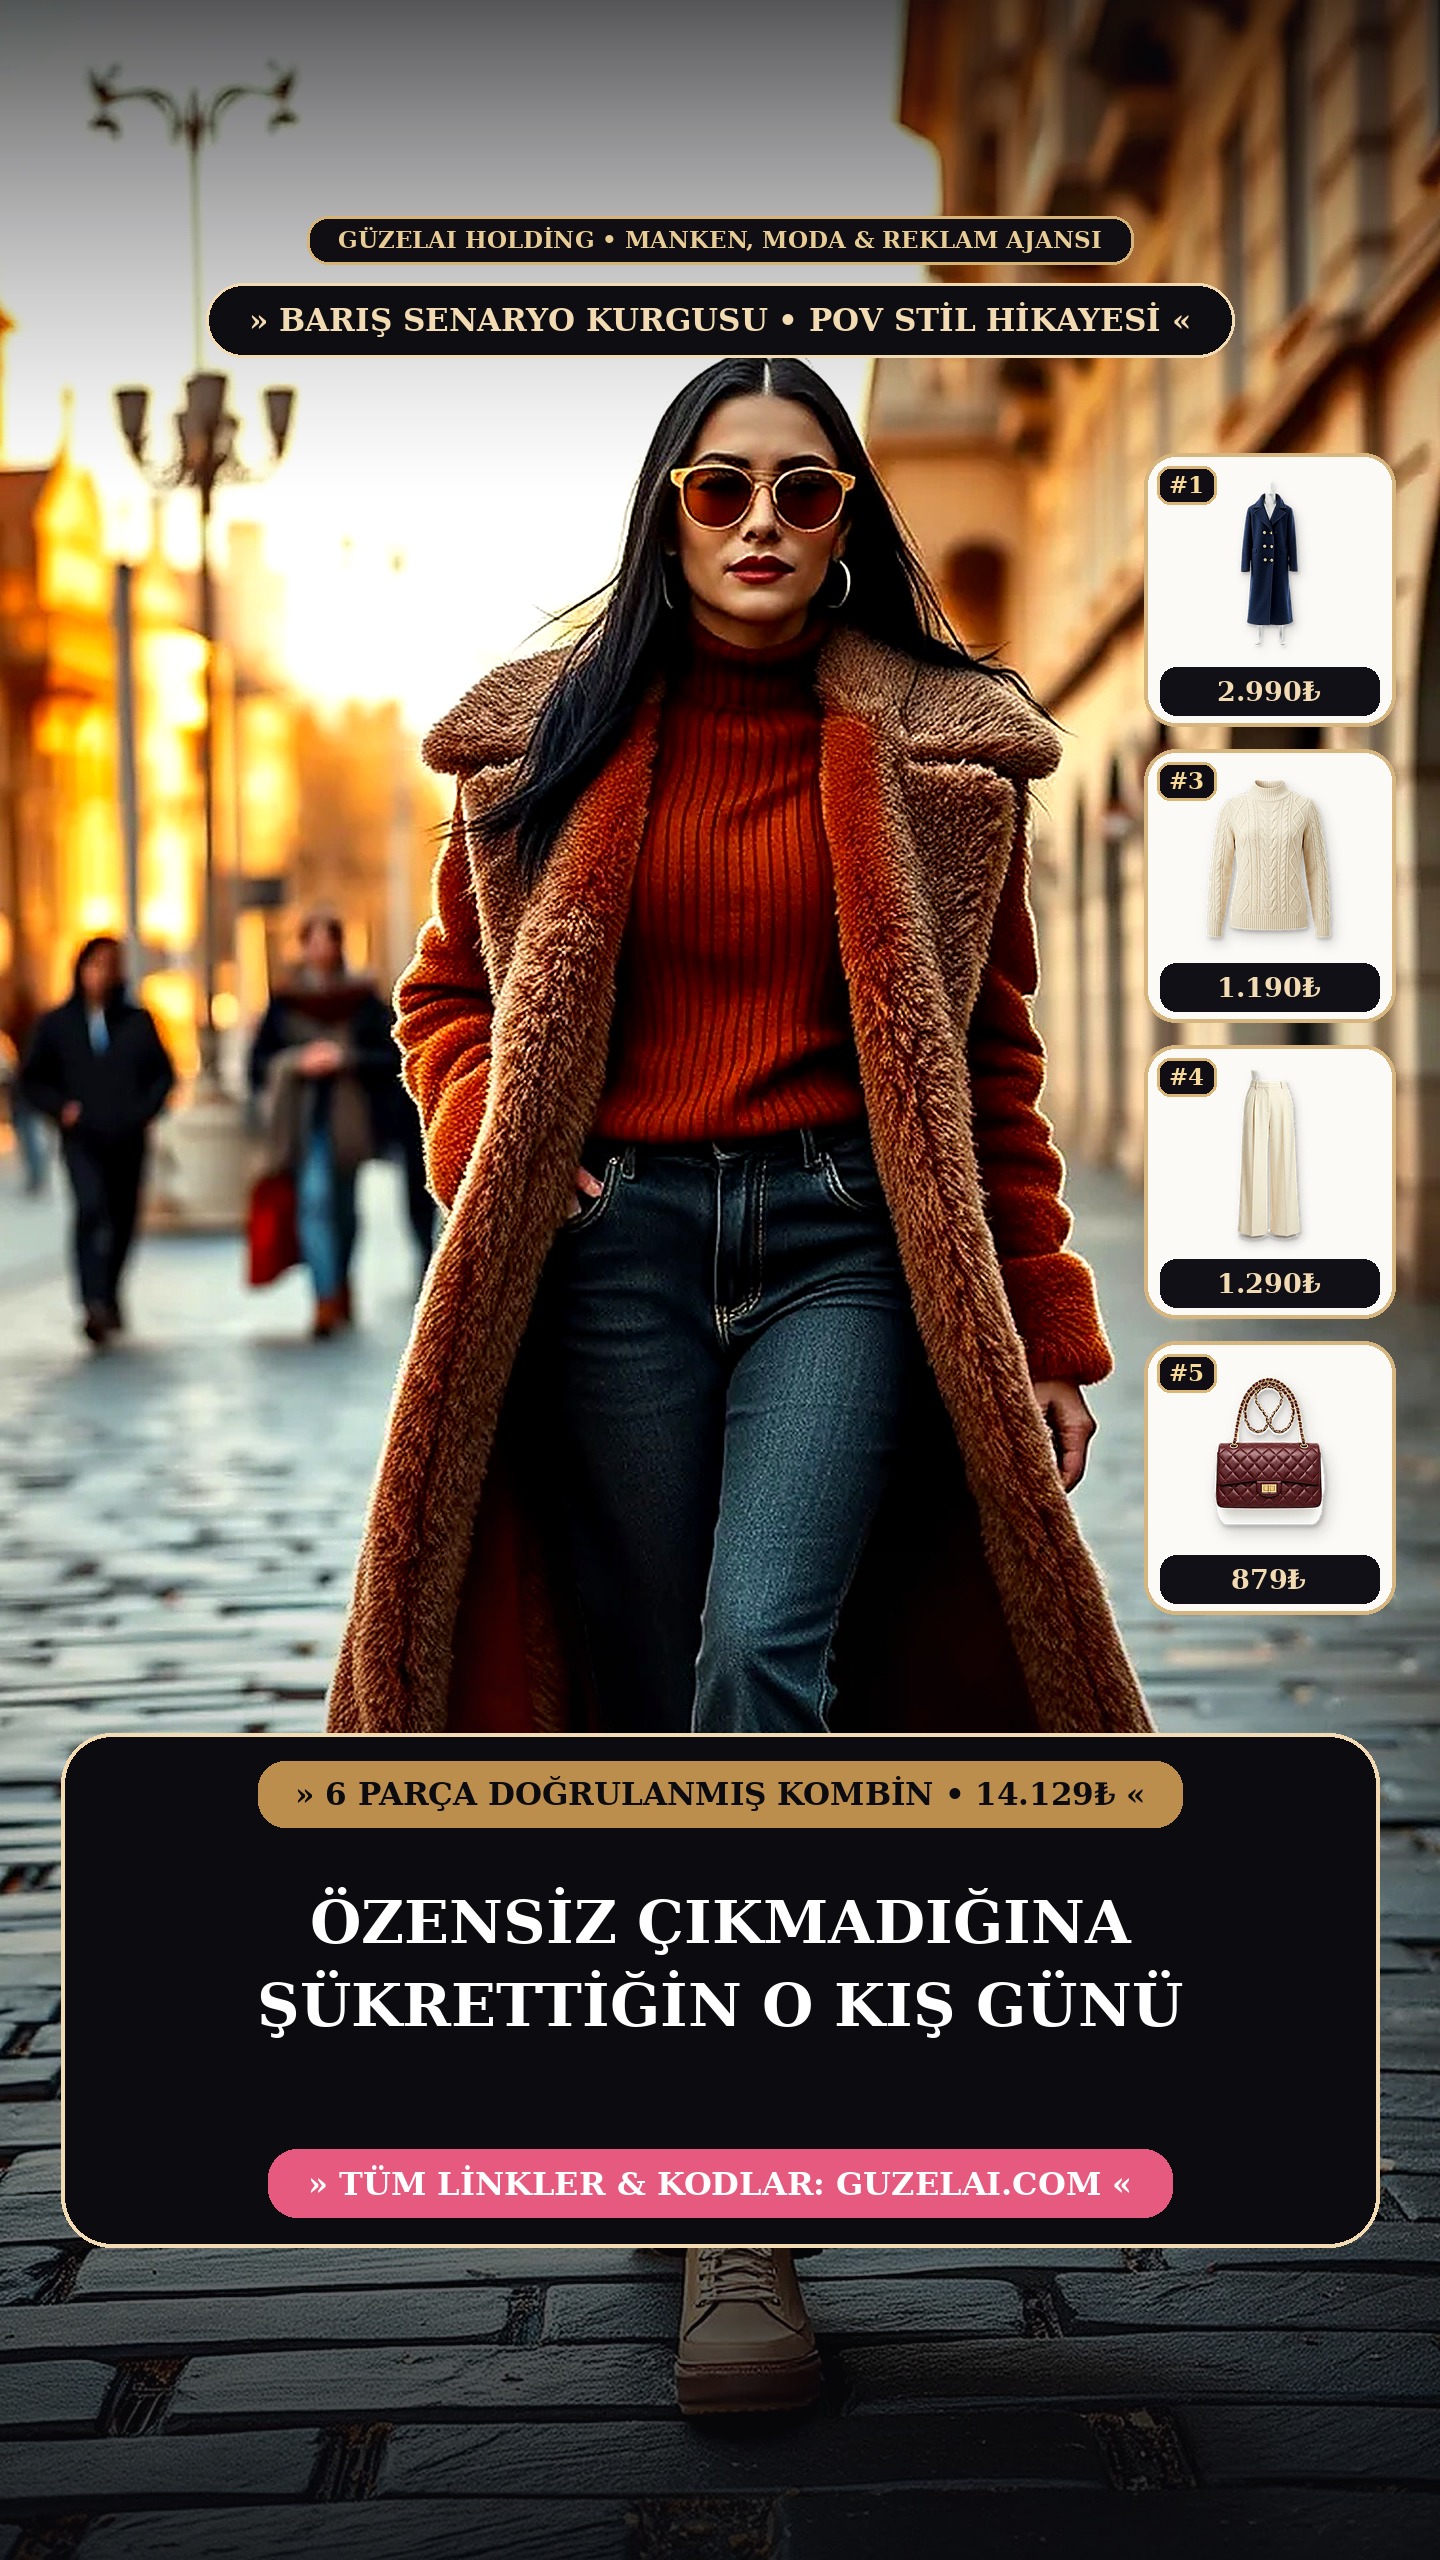 GÜZELAI HOLDİNG • MANKEN, MODA & REKLAM AJANSI
» BARIŞ SENARYO KURGUSU • POV STİL HİKAYESİ «
#1
2.990₺
#3
1.190₺
#4
1.290₺
#5
879₺
» 6 PARÇA DOĞRULANMIŞ KOMBİN • 14.129₺ «
ÖZENSİZ ÇIKMADIĞINA
ŞÜKRETTİĞİN O KIŞ GÜNÜ
» TÜM LİNKLER & KODLAR: GUZELAI.COM «